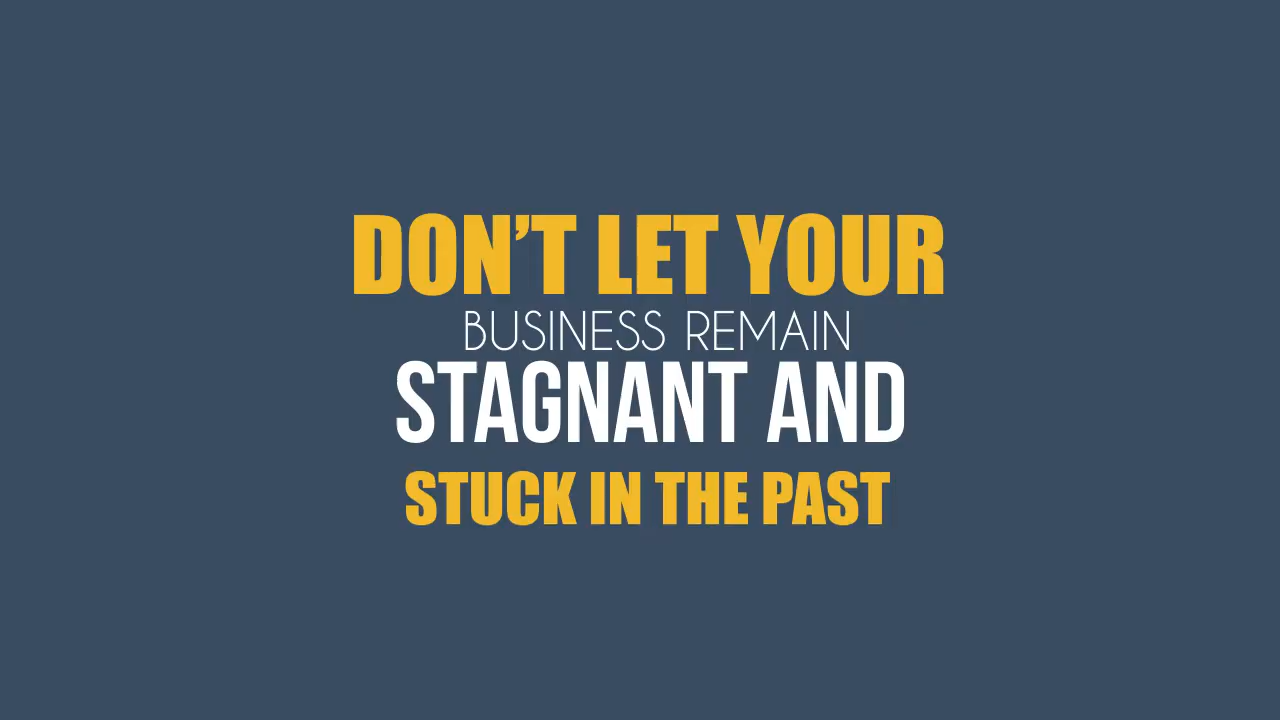 DON'T LET YOUR
BUSINESS REMAIN
STAGNANT AND
STUCK IN THE PAST